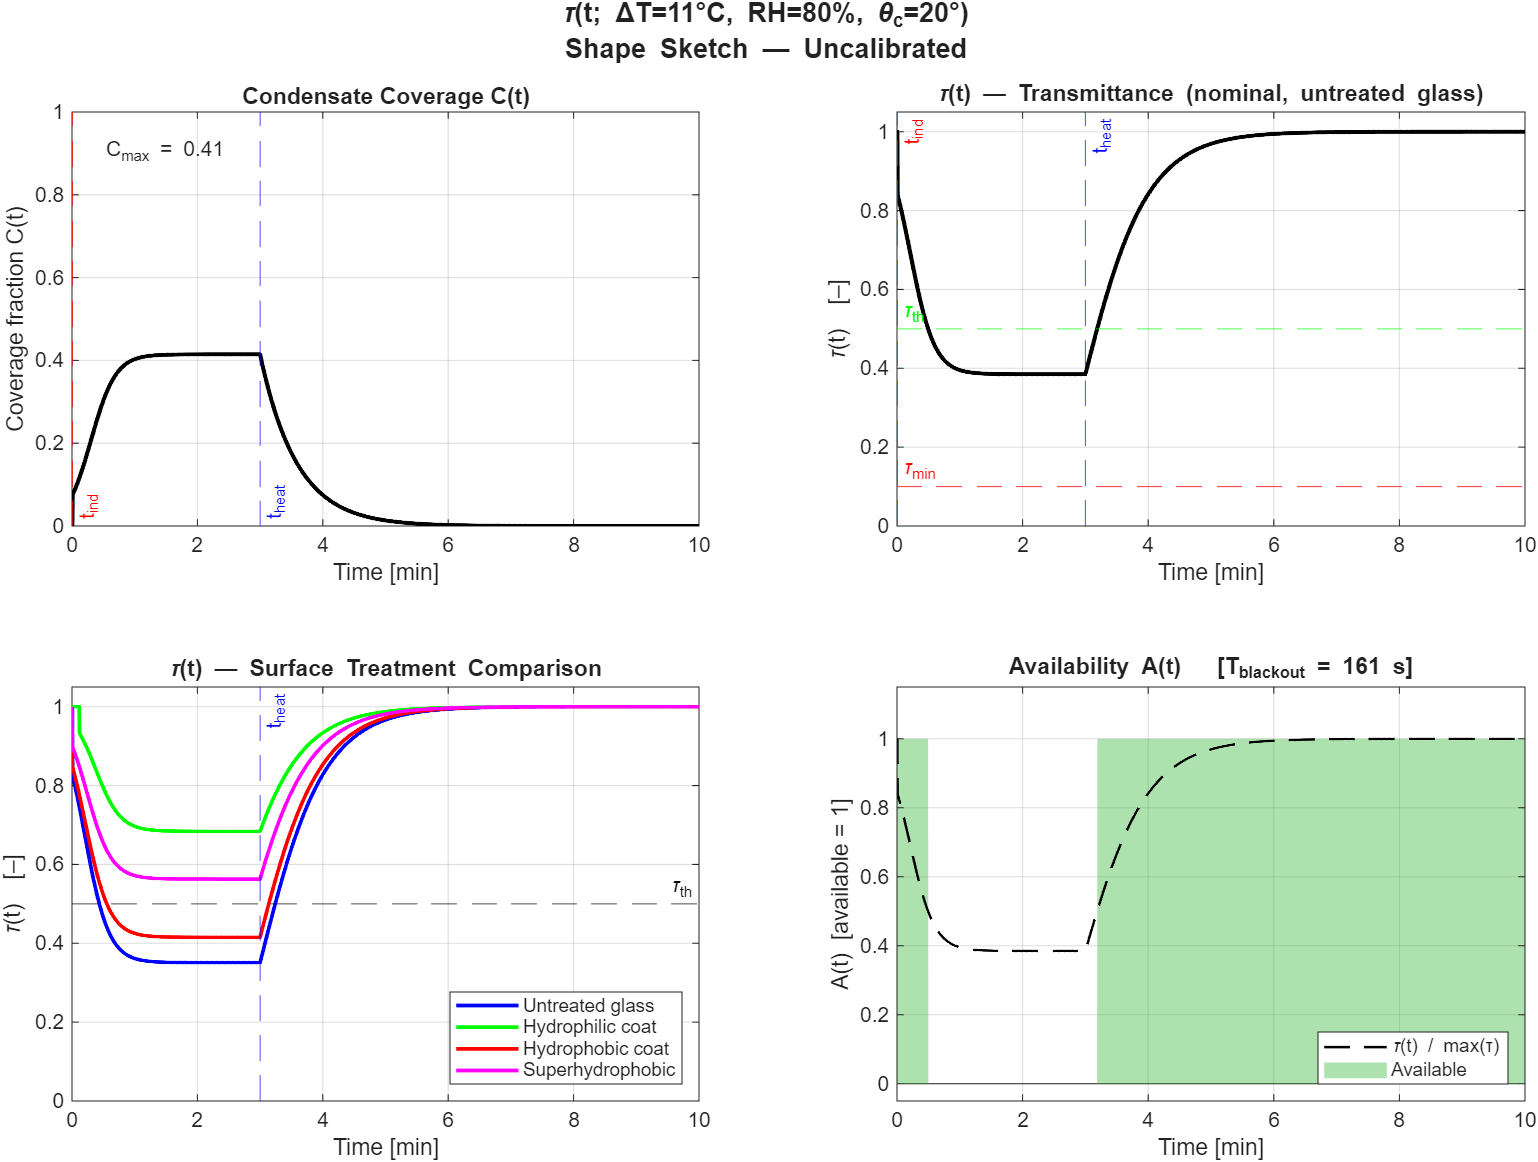 τ(t; ΔT=11°C, RH=80%, θc=20°)
Shape Sketch — Uncalibrated
Condensate Coverage C(t)
Cmax = 0.41
tind
theat
Coverage fraction C(t)
0
0.2
0.4
0.6
0.8
1
0 2 4 6 8 10
Time [min]
τ(t) — Transmittance (nominal, untreated glass)
tind
theat
τth
τmin
τ(t) [–]
0
0.2
0.4
0.6
0.8
1
0 2 4 6 8 10
Time [min]
τ(t) — Surface Treatment Comparison
theat
τth
τ(t) [–]
0
0.2
0.4
0.6
0.8
1
0 2 4 6 8 10
Time [min]
Untreated glass
Hydrophilic coat
Hydrophobic coat
Superhydrophobic
Availability A(t) [Tblackout = 161 s]
A(t) [available = 1]
0
0.2
0.4
0.6
0.8
1
0 2 4 6 8 10
Time [min]
τ(t) / max(τ)
Available